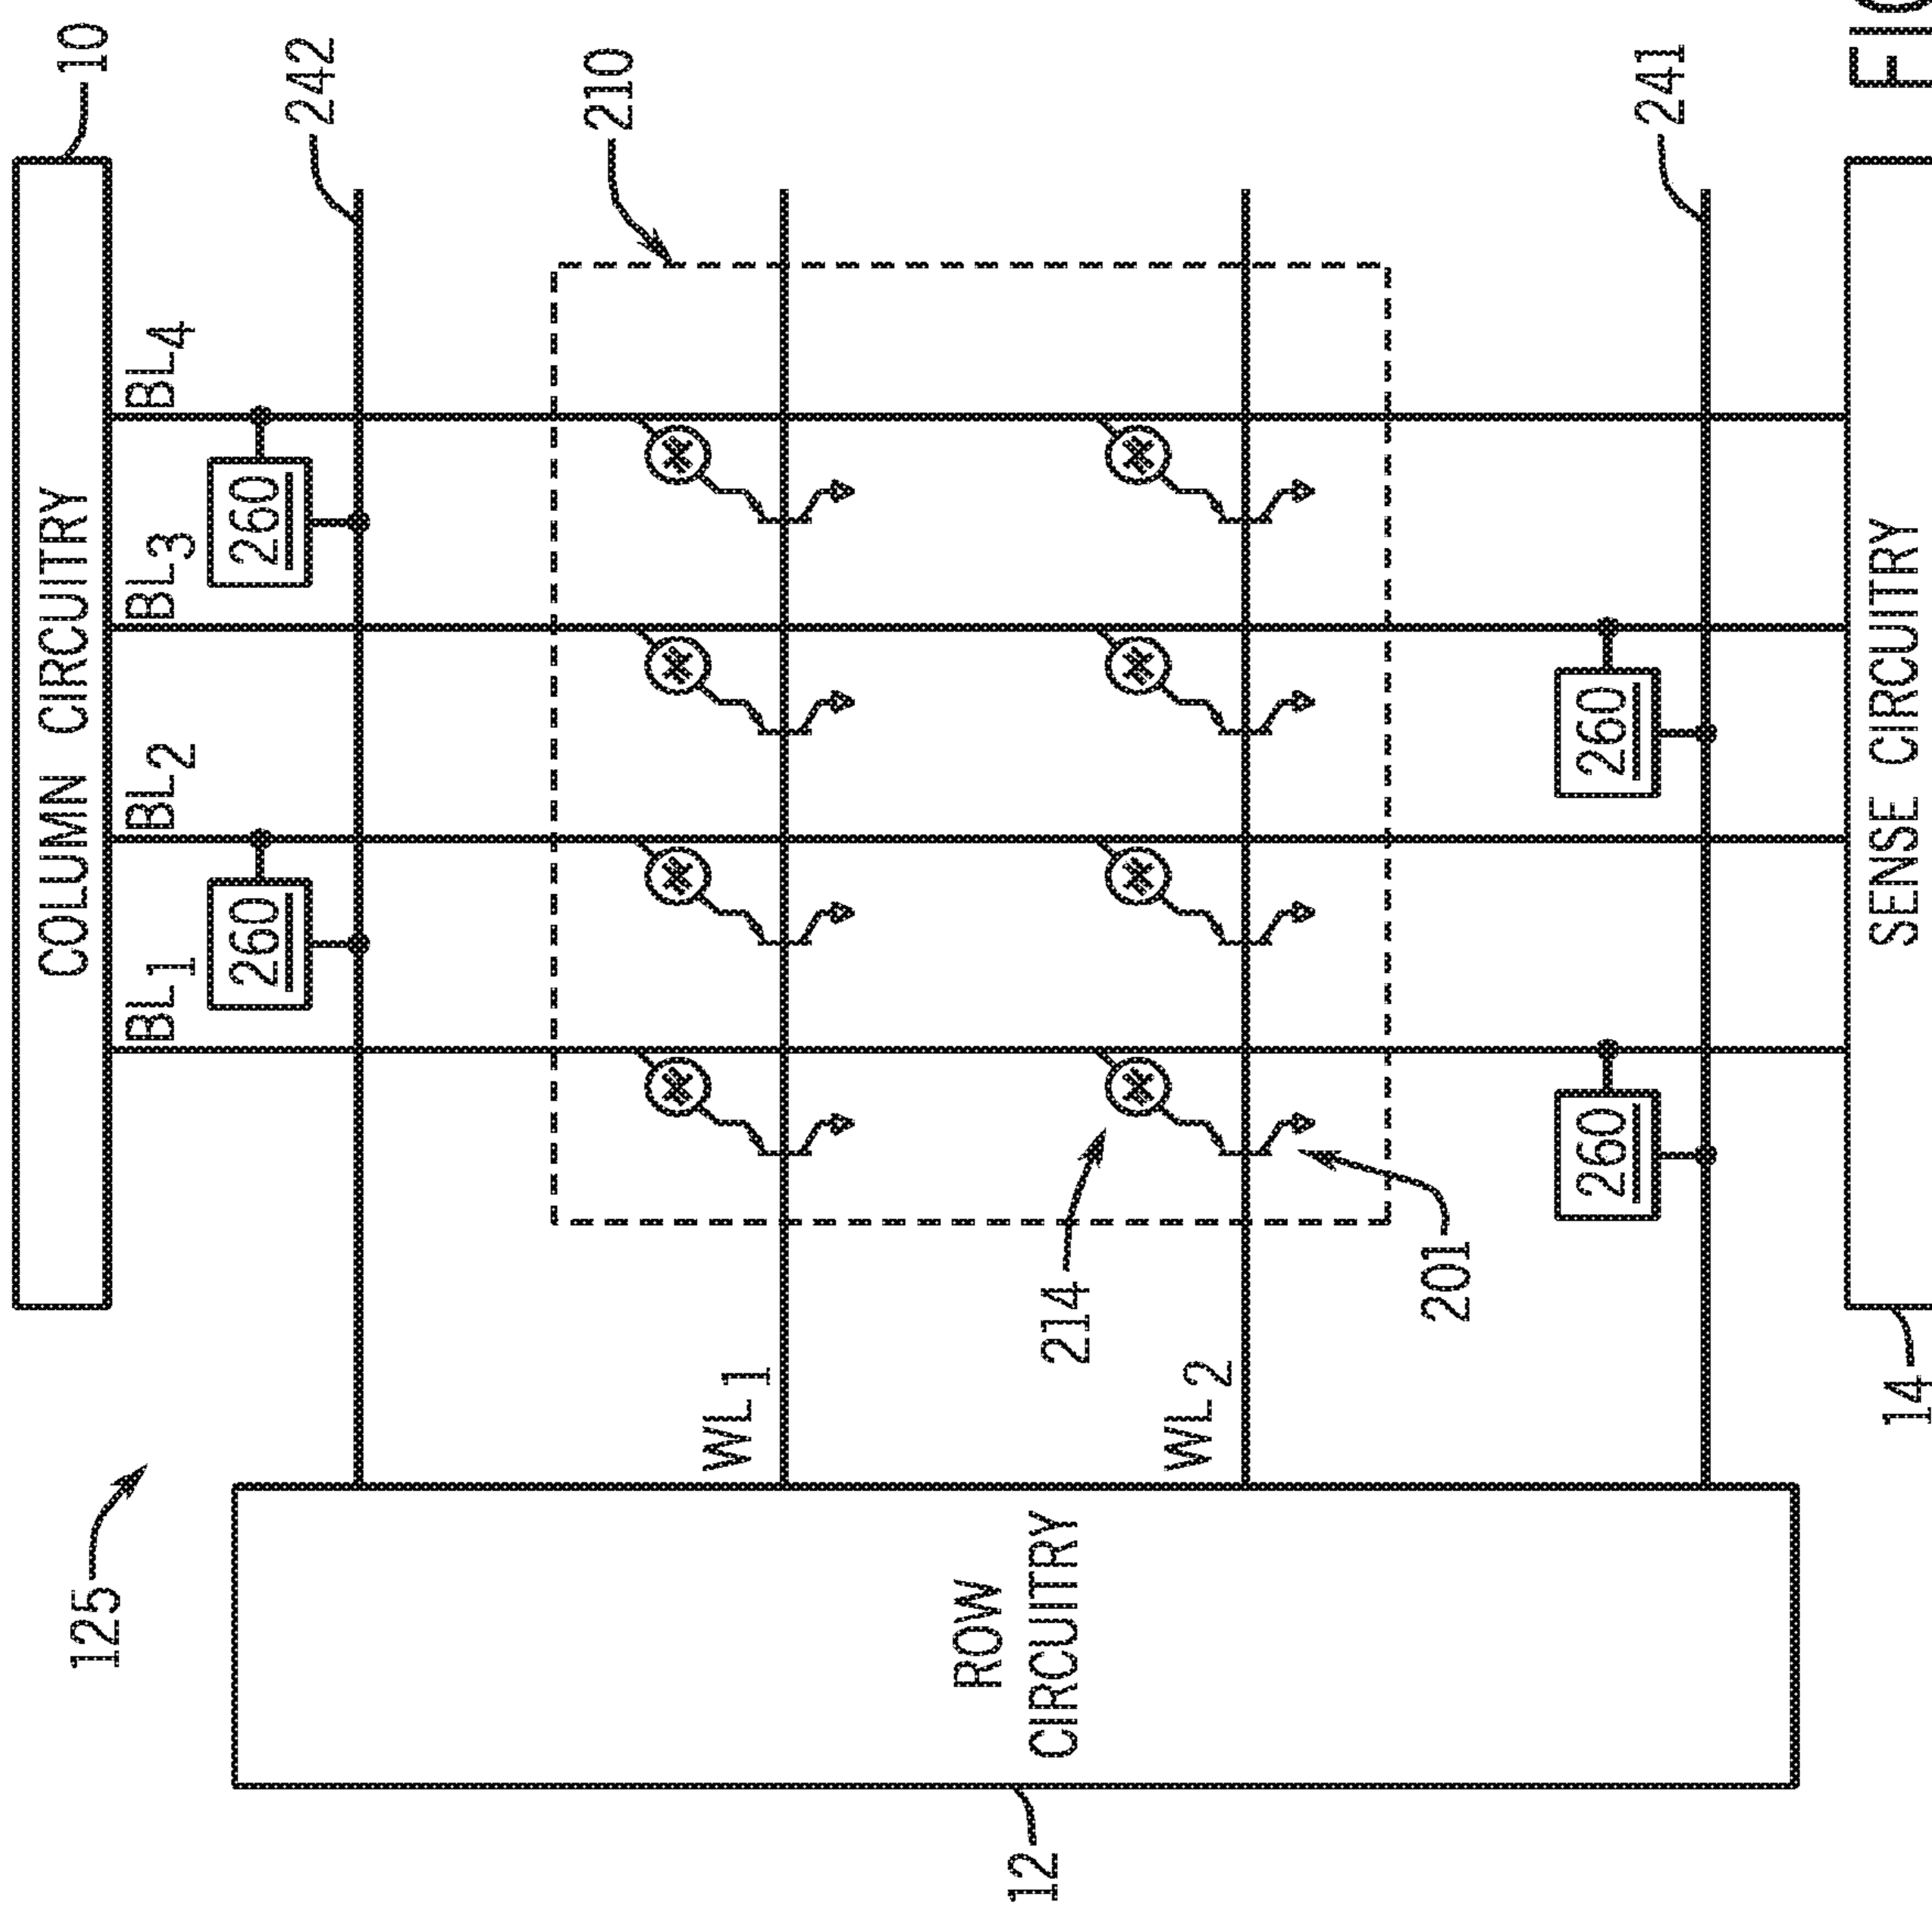 125
COLUMN CIRCUITRY
10
BL1
BL2
BL3
BL4
260
260
242
210
WL1
214
WL2
201
ROW
CIRCUITRY
12
260
260
241
14
SENSE CIRCUITRY